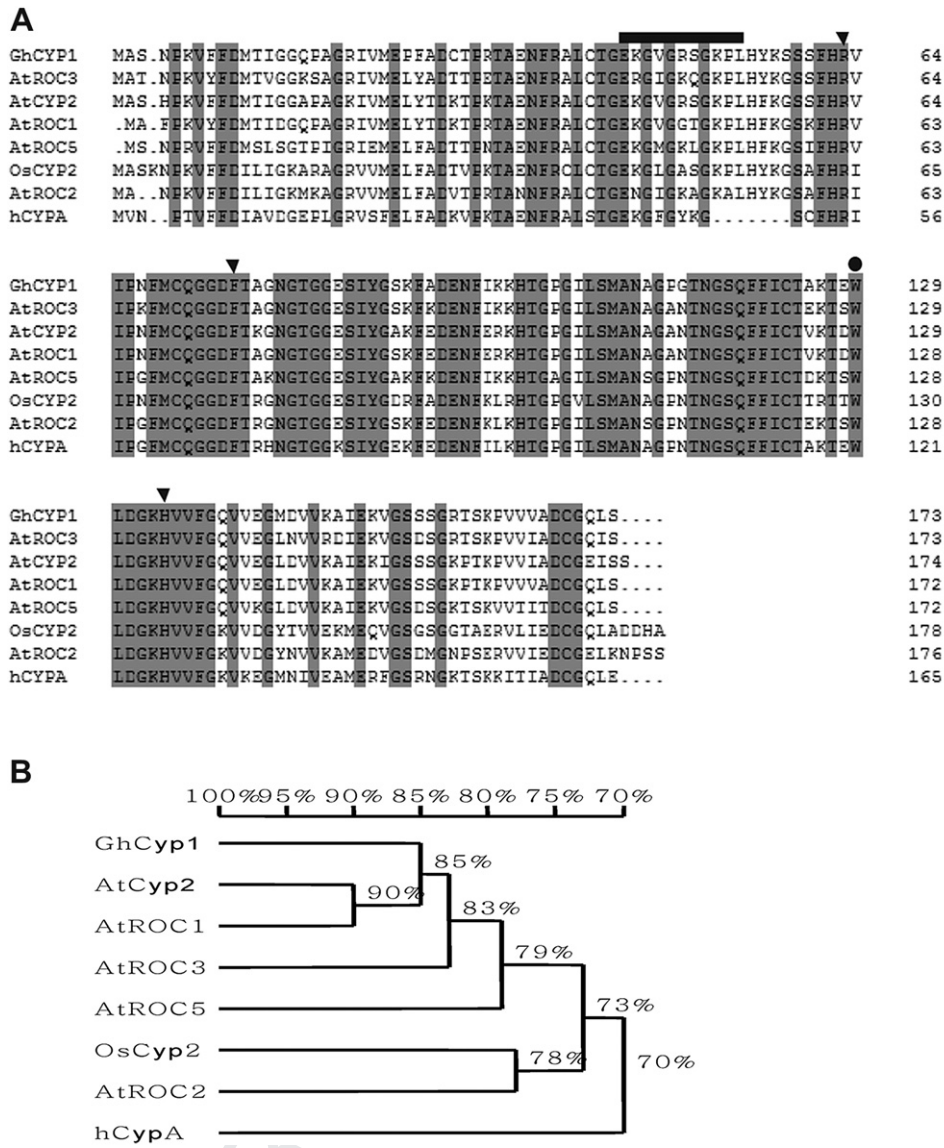 A
GhCYP1 MAS.NPKVFFDMTIGGQPAGRIVMEPFADCTPRTAENFRALCTGEKGVGRSGKPLHYKSSSFHRV 64
AtROC3 MAT.NPKVYFDMTVGGKSAGRIVMELYADTTPETAENFRALCTGERGIGKQGKPLHYKGSSFHRV 64
AtCYP2 MAS.HPKVFFDMTIGGAPAGKIVMELYTDKTPKTAENFRALCTGEKGVGRSGKPLHFKGSSFHRV 64
AtROC1 .MA.FPKVYFDMTIDGQPAGRIVMELYTDKTPRTAENFRALCTGEKGVGGTGKPLHFKGSKFHRV 63
AtROC5 .MS.NPRVFFDMSLSGTPIGRIEMELFADTTPNTAENFRALCTGEKGMGKLGKPLHFKGSIFHRV 63
OsCYP2 MASKNPKVFFDILIGKARAGRVVMELFADTVPKTAENFRCLCTGEKGIGASGKPLHYKGSTFHRI 65
AtROC2 MA..NPKVFFDILIGKMKAGRVVMELFADVTPRTANNFRALCTGENGIGKAGKALHYKGSAFHRI 63
hCYPA MVN.PTVFFDIAVDGEPLGRVSFELFADKVPKTAENFRALSTGEKGFGYKG.......SCFHRI 56
GhCYP1 IPNFMCQGGDFTAGNGTGGESIYGSKFADENFIKKHTGPGILSMANAGPGTNGSQFFICTAKTEW 129
AtROC3 IPKFMCQGGDFTAGNGTGGESIYGSKFKDENFIKKHTGPGILSMANAGANTNGSQFFICTEKTSW 129
AtCYP2 IPNFMCQGGDFTKGNGTGGESIYGAKFEDENFERKHTGPGILSMANAGANTNGSQFFICTVKTDW 129
AtROC1 IPNFMCQGGDFTAGNGTGGESIYGSKFEDENFERKHTGPGILSMANAGANTNGSQFFICTVKTDW 128
AtROC5 IPGFMCQGGDFTAKNGTGGESIYGAKFKDENFIKKHTGAGILSMANSGPNTNGSQFFICTDKTSW 128
OsCYP2 IPNFMCQGGDFTRGNGTGGESIYGDRFADENFKLRHTGPGVLSMANAGPNTNGSQFFICTTRTTW 130
AtROC2 IPGFMCQGGDFTRGNGTGGESIYGSKFEDENFKLKHTGPGILSMANSGPNTNGSQFFICTEKTSW 128
hCYPA IPGFMCQGGDFTRHNGTGGKSIYGEKFEDENFILKHTGPGILSMANAGPNTNGSQFFICTAKTEW 121
GhCYP1 LDGKHVVFGQVVEGMDVVKAIEKVGSSSGRTSKPVVVADCGQLS.... 173
AtROC3 LDGKHVVFGQVVEGLNVVRDIEKVGSDSGRTSKPVVIADCGQIS.... 173
AtCYP2 LDGKHVVFGQVVEGLDVVKAIEKIGSSSGKPTKPVVIADCGEISS... 174
AtROC1 LDGKHVVFGQVVEGLDVVKAIEKVGSSSGKPTKPVVIADCGQLS.... 172
AtROC5 LDGKHVVFGQVVKGLDVVKAIEKVGSDSGKTSKVVTITDCGQLS.... 172
OsCYP2 LDGKHVVFGKVVDGYTVVEKMEQVGSGSGGTAERVLIEDCGQLADDHA 178
AtROC2 LDGKHVVFGKVVDGYNVVKAMEDVGSDMGNPSERVVIEDCGELKNPSS 176
hCYPA LDGKHVVFGKVKEGMNIVEAMERFGSRNGKTSKKITIADCGQLE.... 165
B
100% 95% 90% 85% 80% 75% 70%
GhCyp1
85%
AtCyp2
90%
AtROC1
83%
AtROC3
79%
AtROC5
73%
OsCyp2
78%
70%
AtROC2
hCypA